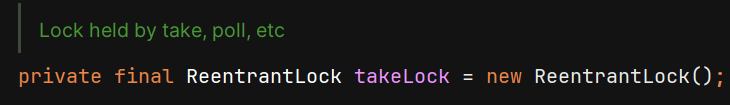 Lock held by take, poll, etc
private final ReentrantLock takeLock = new ReentrantLock();